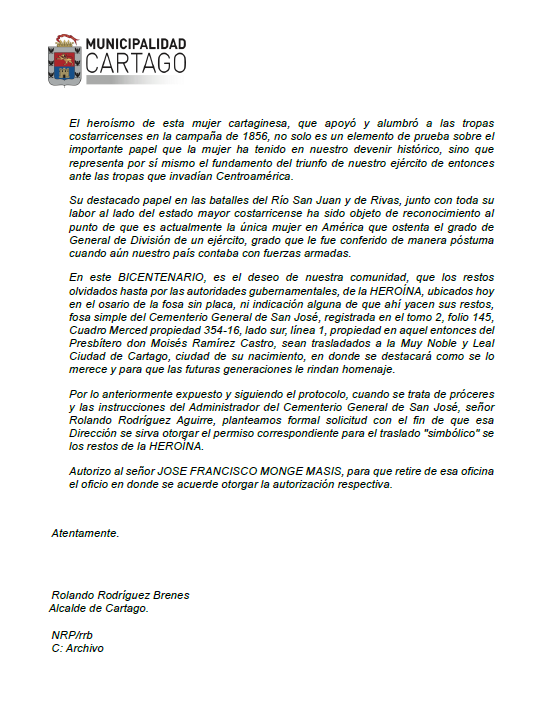 MUNICIPALIDAD
CARTAGO
El heroísmo de esta mujer cartaginesa, que apoyó y alumbró a las tropas
costarricenses en la campaña de 1856, no solo es un elemento de prueba sobre el
importante papel que la mujer ha tenido en nuestro devenir histórico, sino que
representa por sí mismo el fundamento del triunfo de nuestro ejército de entonces
ante las tropas que invadían Centroamérica.
Su destacado papel en las batalles del Río San Juan y de Rivas, junto con toda su
labor al lado del estado mayor costarricense ha sido objeto de reconocimiento al
punto de que es actualmente la única mujer en América que ostenta el grado de
General de División de un ejército, grado que le fue conferido de manera póstuma
cuando aún nuestro país contaba con fuerzas armadas.
En este BICENTENARIO, es el deseo de nuestra comunidad, que los restos
olvidados hasta por las autoridades gubernamentales, de la HEROÍNA, ubicados hoy
en el osario de la fosa sin placa, ni indicación alguna de que ahí yacen sus restos,
fosa simple del Cementerio General de San José, registrada en el tomo 2, folio 145,
Cuadro Merced propiedad 354-16, lado sur, línea 1, propiedad en aquel entonces del
Presbítero don Moisés Ramírez Castro, sean trasladados a la Muy Noble y Leal
Ciudad de Cartago, ciudad de su nacimiento, en donde se destacará como se lo
merece y para que las futuras generaciones le rindan homenaje.
Por lo anteriormente expuesto y siguiendo el protocolo, cuando se trata de próceres
y las instrucciones del Administrador del Cementerio General de San José, señor
Rolando Rodríguez Aguirre, planteamos formal solicitud con el fin de que esa
Dirección se sirva otorgar el permiso correspondiente para el traslado "simbólico" se
los restos de la HEROÍNA.
Autorizo al señor JOSE FRANCISCO MONGE MASIS, para que retire de esa oficina
el oficio en donde se acuerde otorgar la autorización respectiva.
Atentamente.
Rolando Rodríguez Brenes
Alcalde de Cartago.
NRP/rrb
C: Archivo